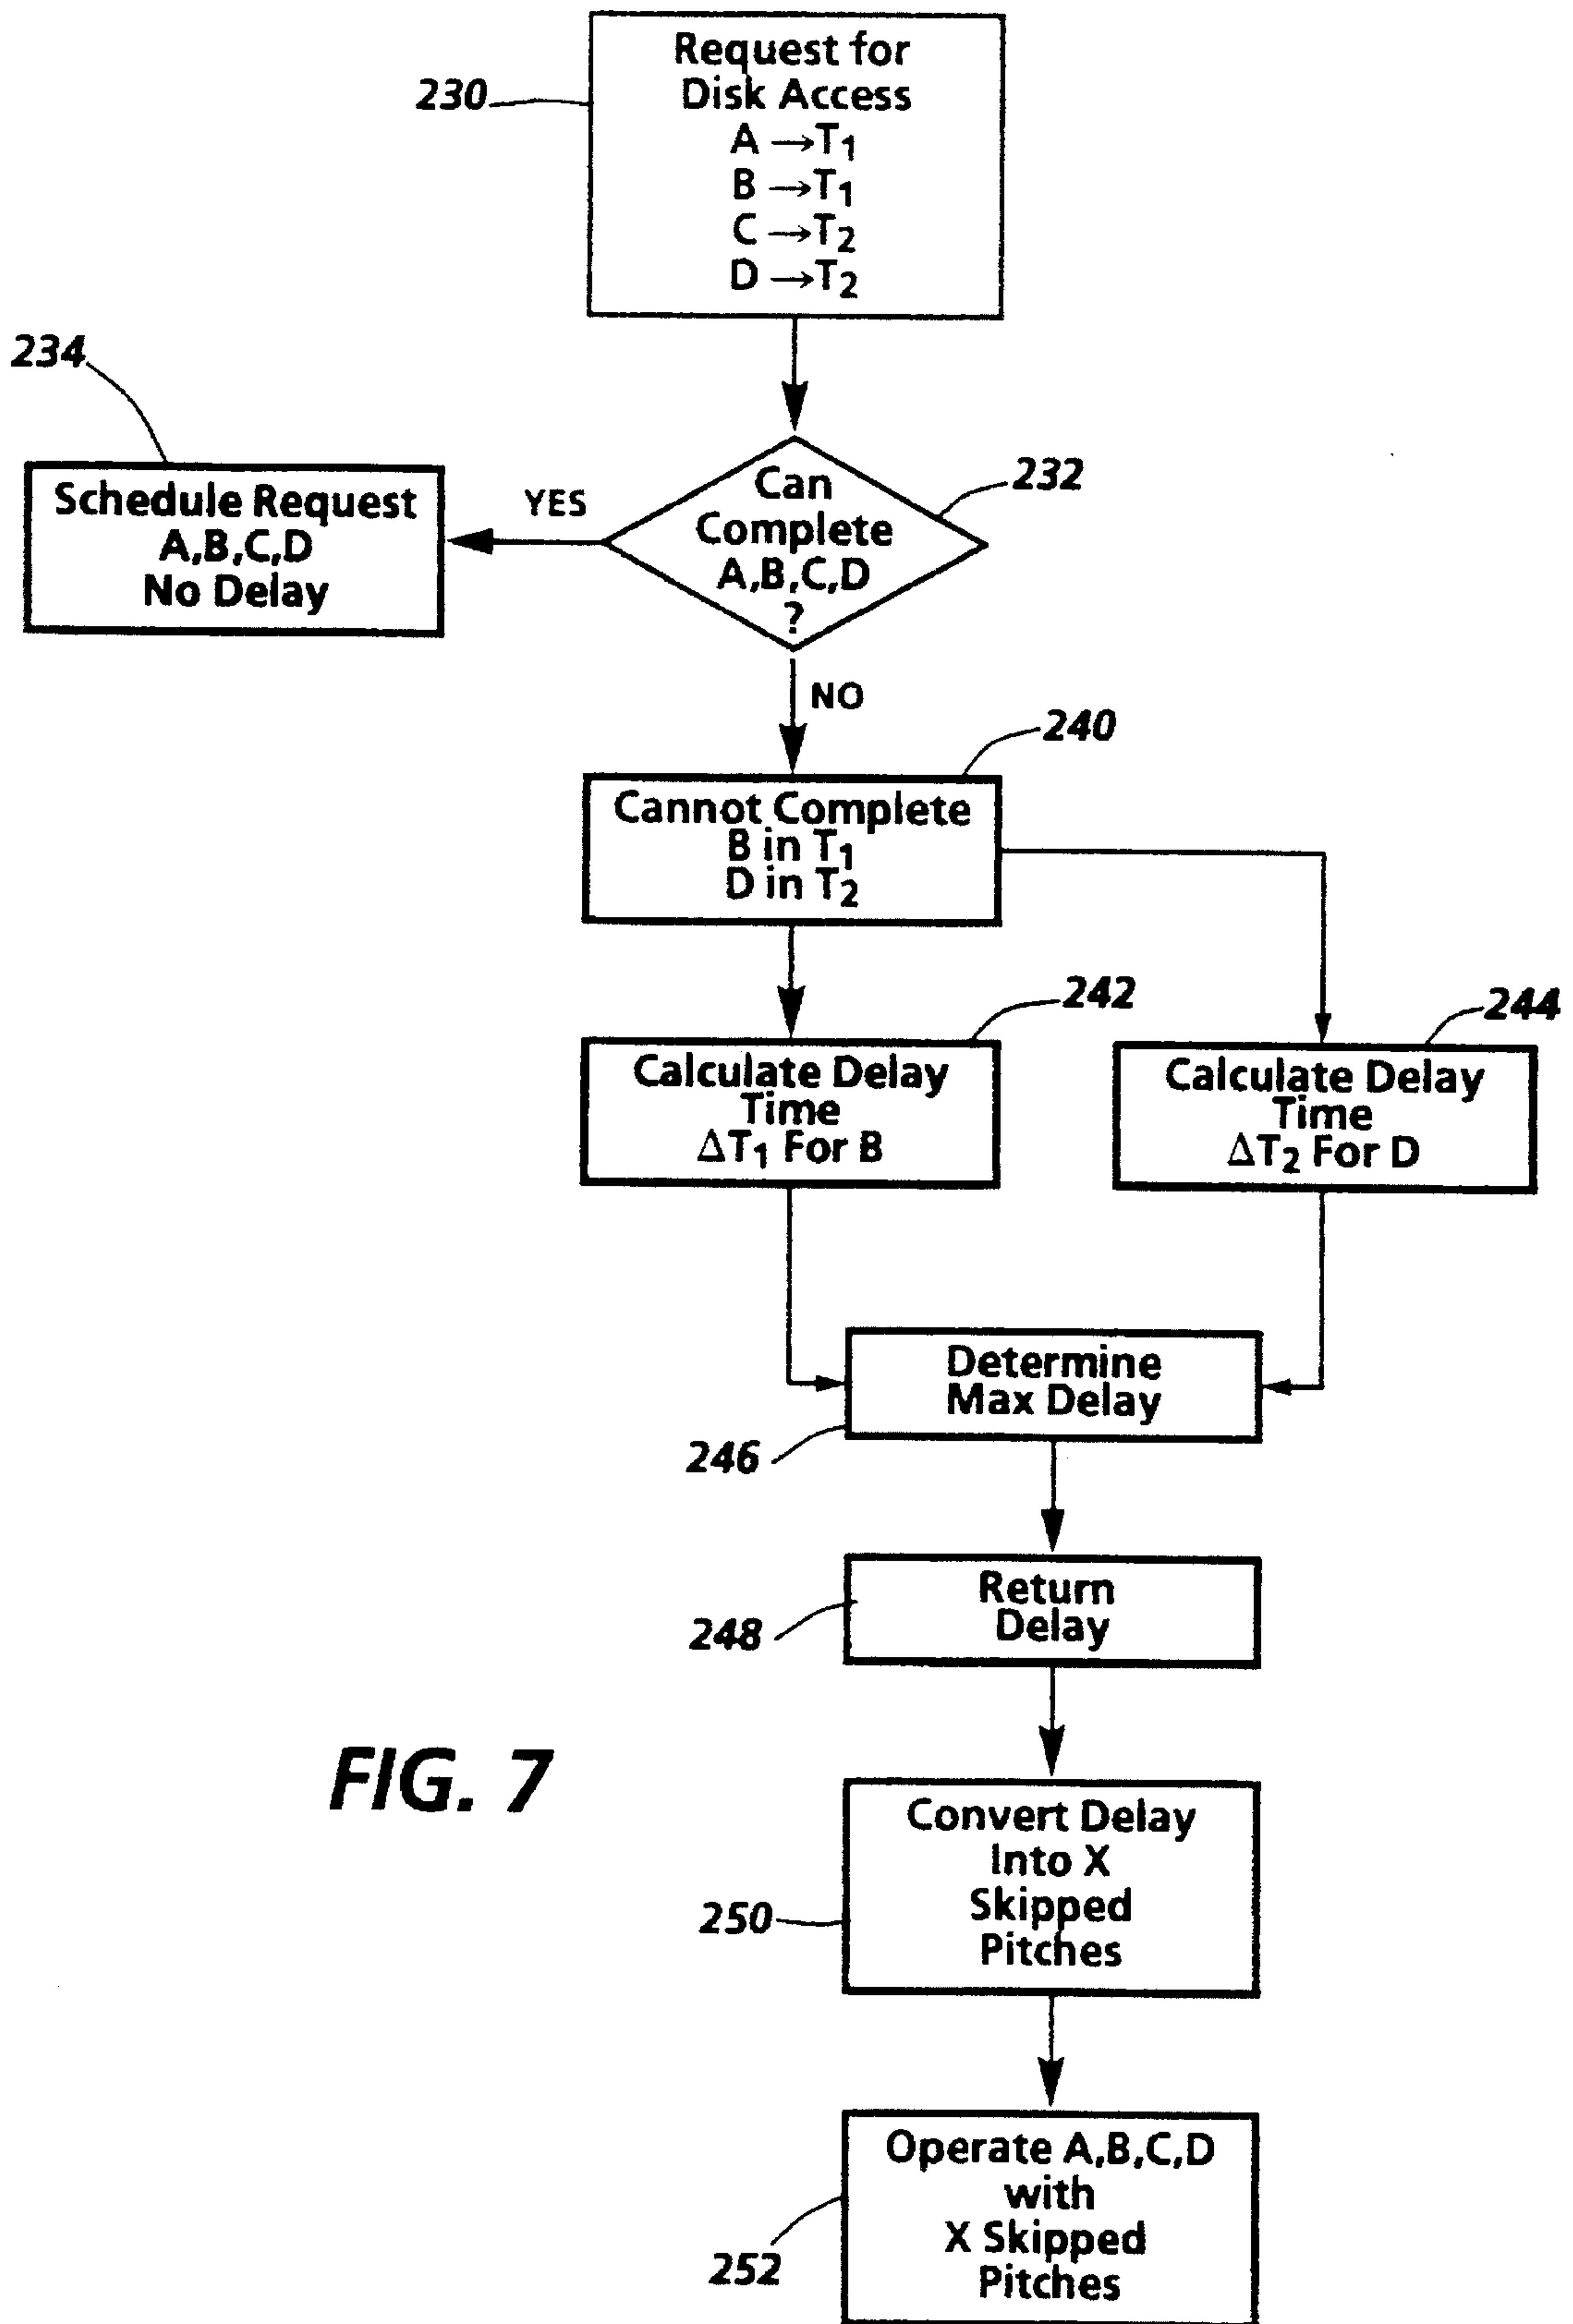 Request for
Disk Access
A →T1
B →T1
C →T2
D →T2
230
234
Schedule Request
A,B,C,D
No Delay
YES
Can
Complete
A,B,C,D
?
232
NO
240
Cannot Complete
B in T1
D in T2
242
Calculate Delay
Time
ΔT1 For B
244
Calculate Delay
Time
ΔT2 For D
Determine
Max Delay
246
Return
Delay
248
FIG. 7
Convert Delay
Into X
Skipped
Pitches
250
Operate A,B,C,D
with
X Skipped
Pitches
252